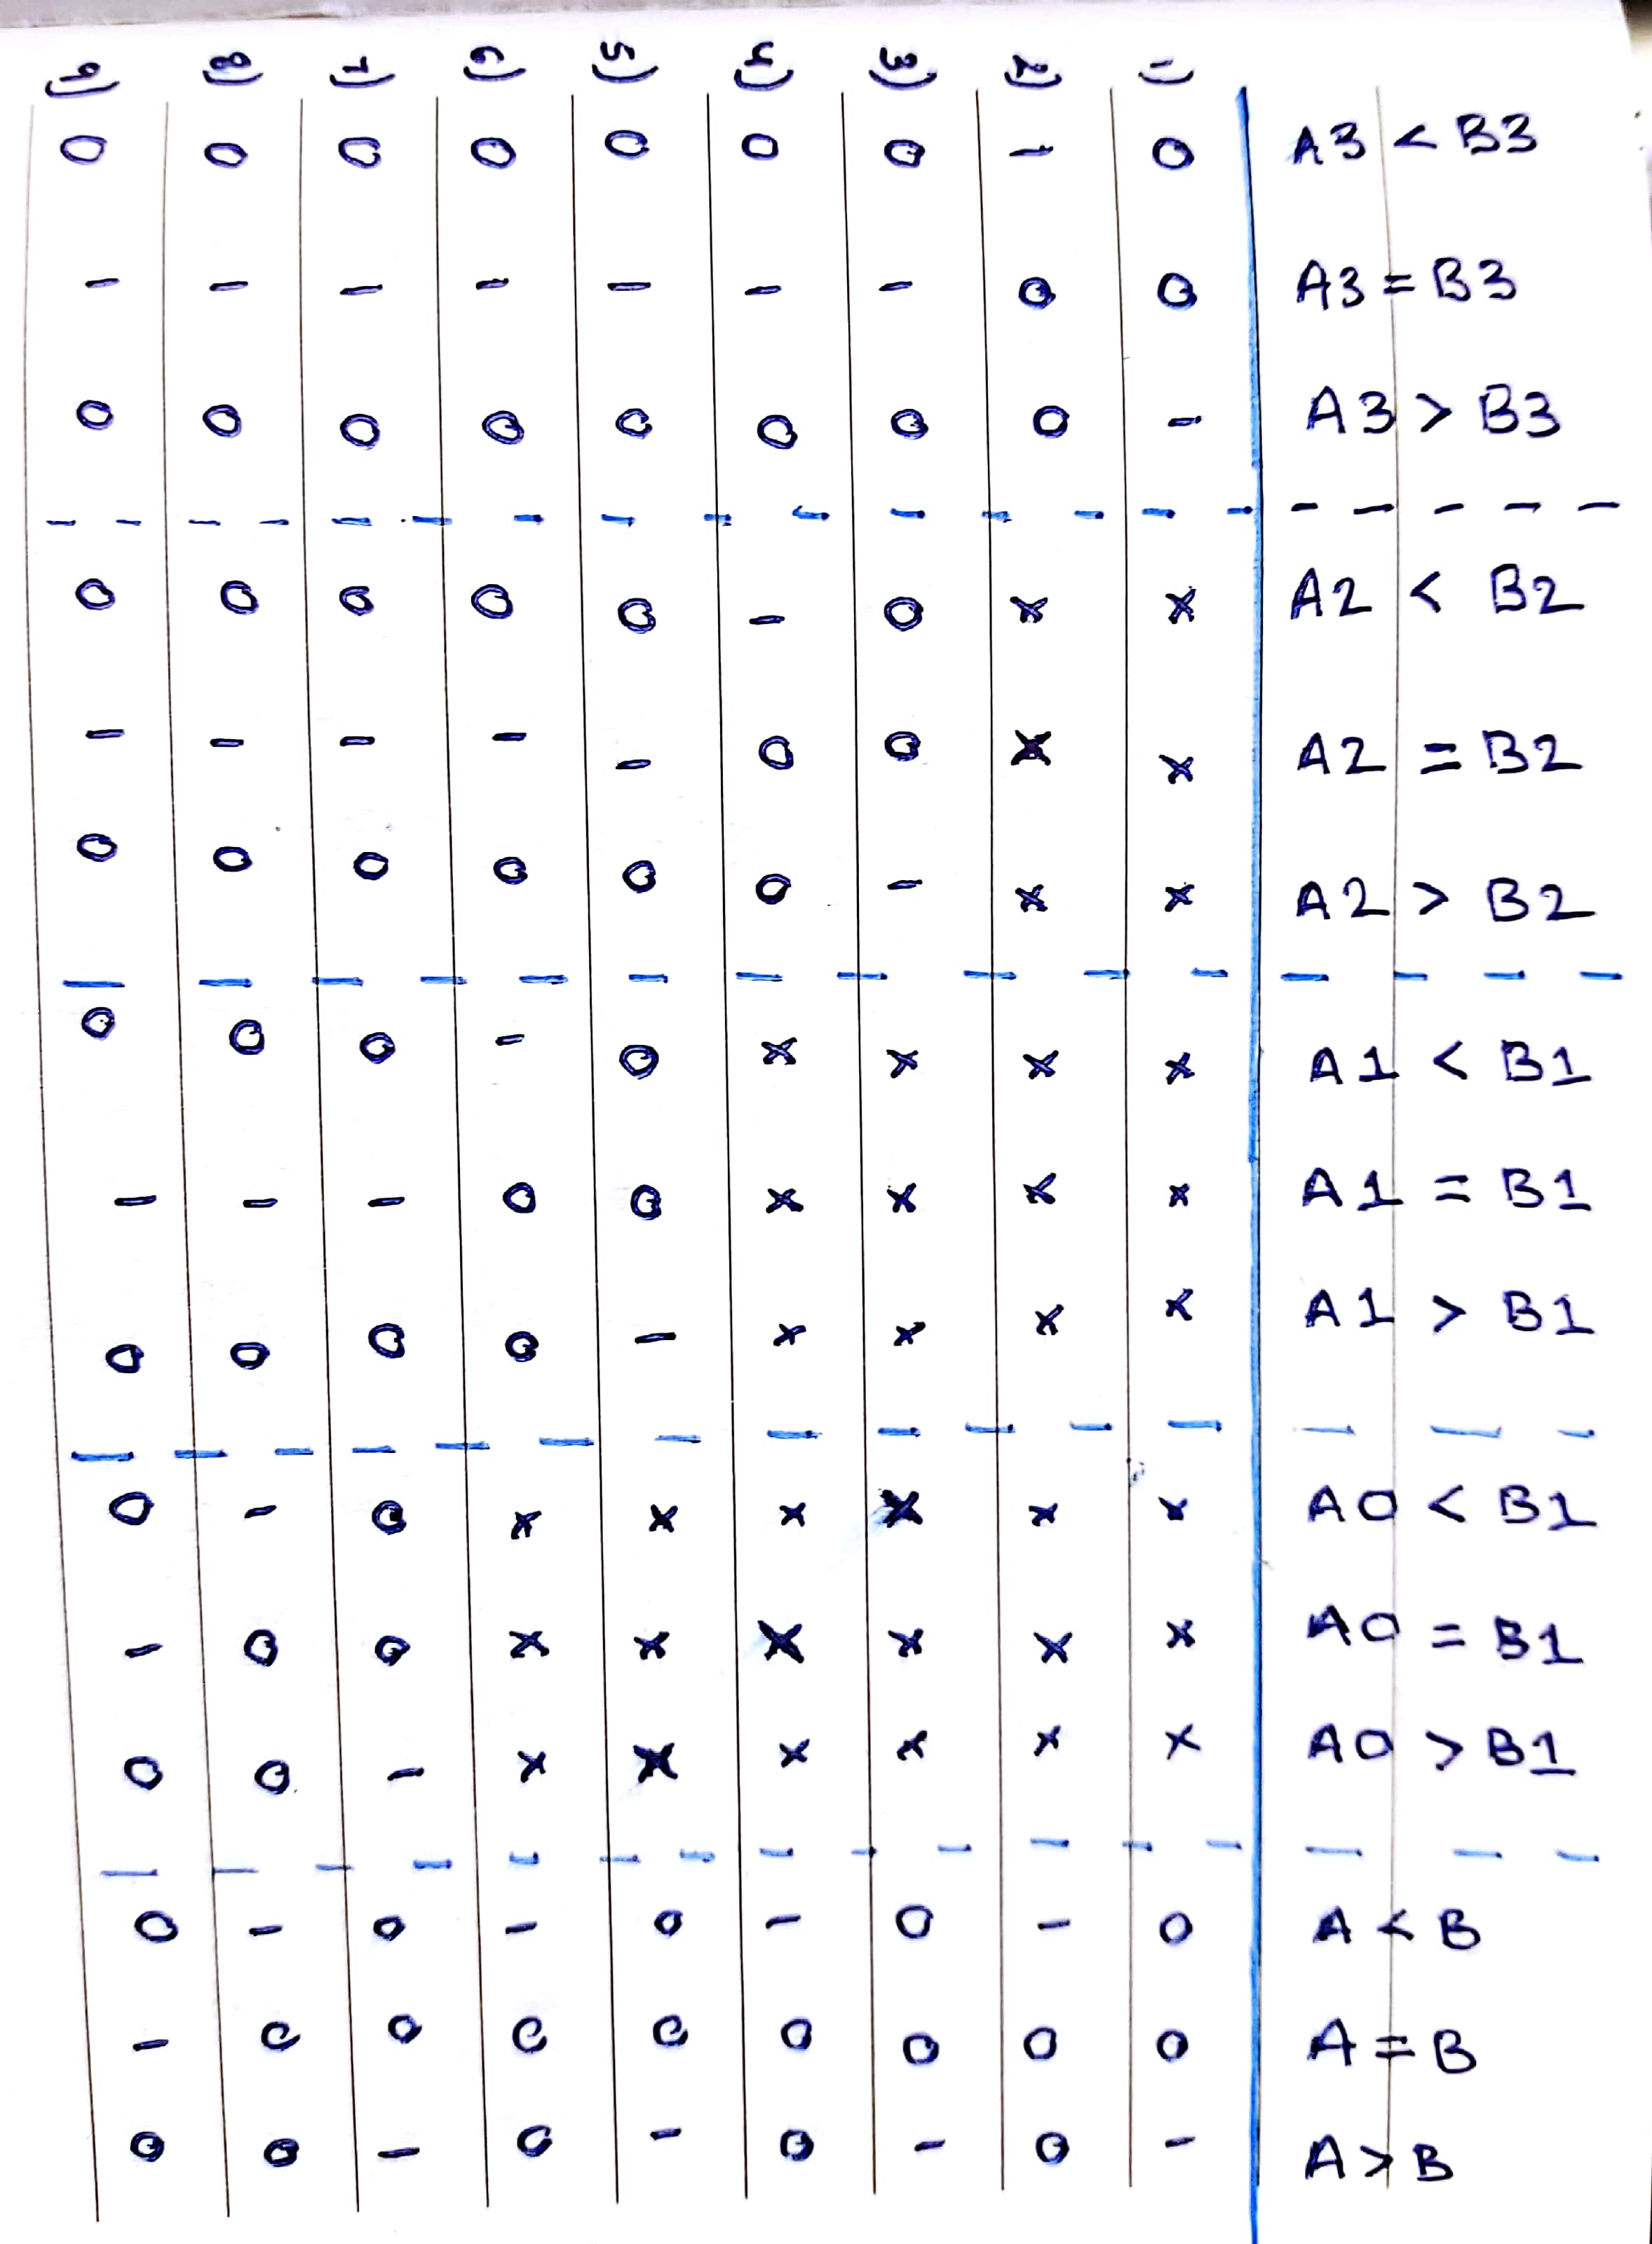 A3 < B3
A3 = B3
A3 > B3
A2 < B2
A2 = B2
A2 > B2
A1 < B1
A1 = B1
A1 > B1
A0 < B1
A0 = B1
A0 > B1
A < B
A = B
A > B
1) 0 0 1 x x x x x x x x x 0 0 1
2) 1 0 0 x x x x x x x x x 1 0 0
3) 0 1 0 0 0 1 x x x x x x 0 0 1
4) 0 1 0 1 0 0 x x x x x x 1 0 0
5) 0 1 0 0 1 0 0 0 1 x x x 0 0 1
6) 0 1 0 0 1 0 1 0 0 x x x 1 0 0
7) 0 1 0 0 1 0 0 1 0 0 0 1 0 0 1
8) 0 1 0 0 1 0 0 1 0 1 0 0 1 0 0
9) 0 1 0 0 1 0 0 1 0 0 1 0 0 1 0